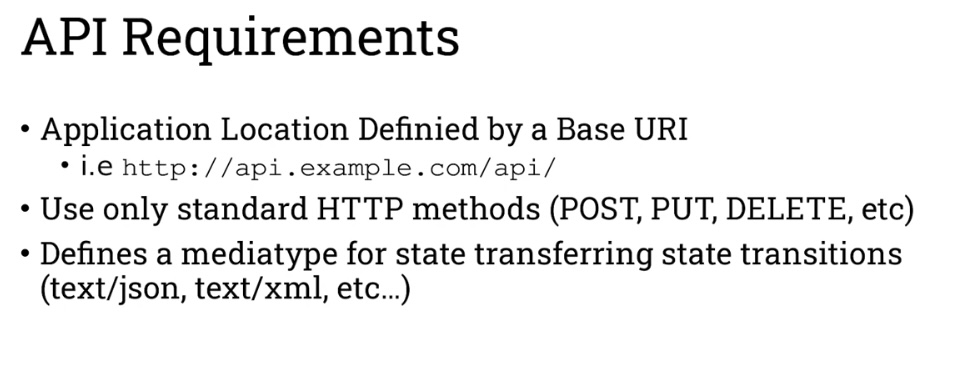 API Requirements
• Application Location Definied by a Base URI
• i.e http://api.example.com/api/
• Use only standard HTTP methods (POST, PUT, DELETE, etc)
• Defines a mediatype for state transferring state transitions
(text/json, text/xml, etc...)